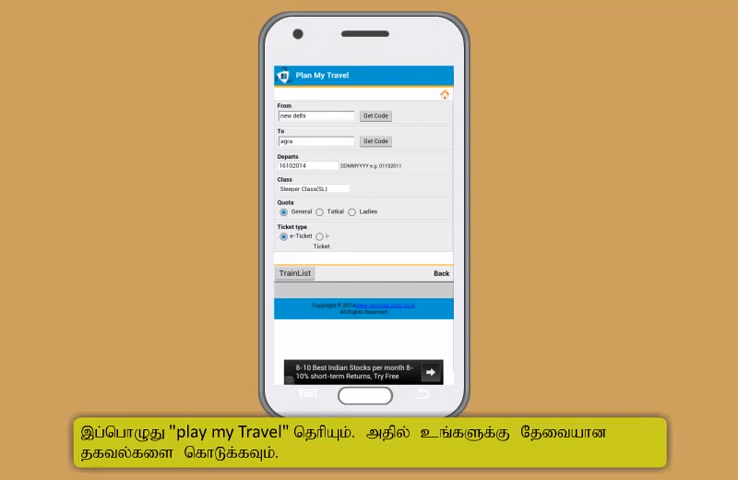 Plan My Travel
From
new delhi
Get Code
To
agra
Get Code
Departs
16102014
DDMMYYYY e.g. 01102011
Class
Sleeper Class(SL)
Quota
General
Tatkal
Ladies
Ticket type
e-Ticket
i-
Ticket
TrainList
Back
Copyright © 2014
All Rights Reserved
8-10 Best Indian Stocks per month 8-
10% short-term Returns, Try Free
இப்பொழுது "play my Travel" தெரியும். அதில் உங்களுக்கு தேவையான
தகவல்களை கொடுக்கவும்.